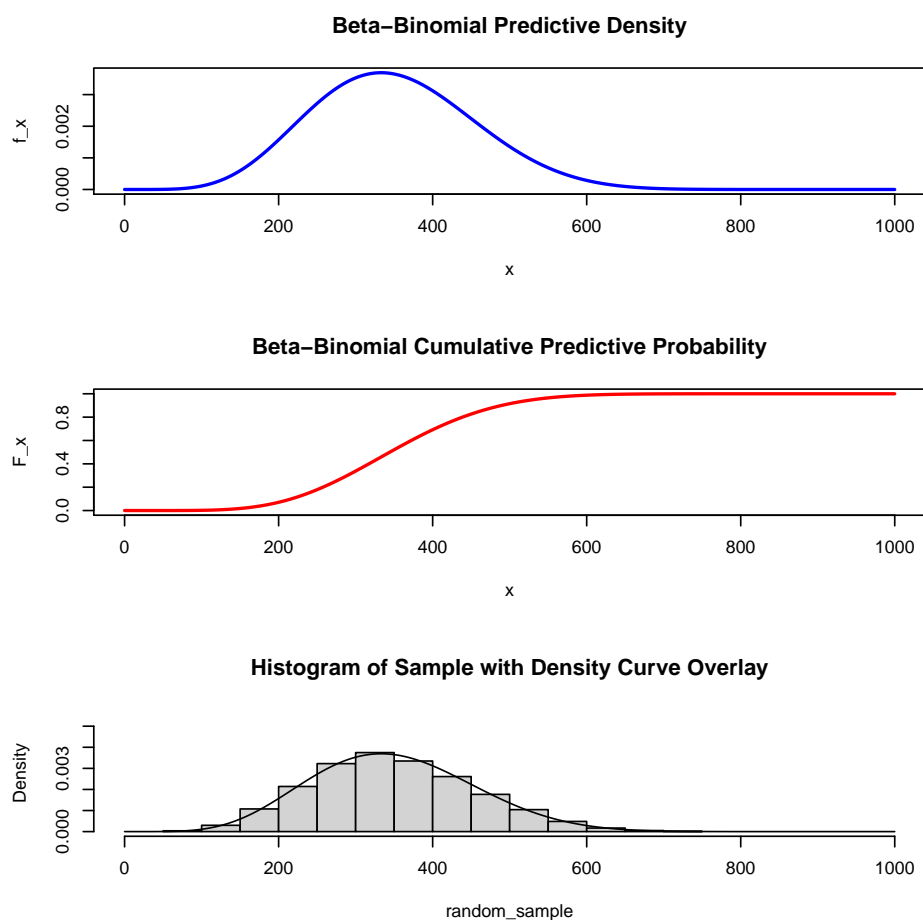 Beta−Binomial Predictive Density
f_x
0.000
0.002
0
200
400
600
800
1000
x
Beta−Binomial Cumulative Predictive Probability
F_x
0.0
0.4
0.8
0
200
400
600
800
1000
x
Histogram of Sample with Density Curve Overlay
Density
0.000
0.003
0
200
400
600
800
1000
random_sample